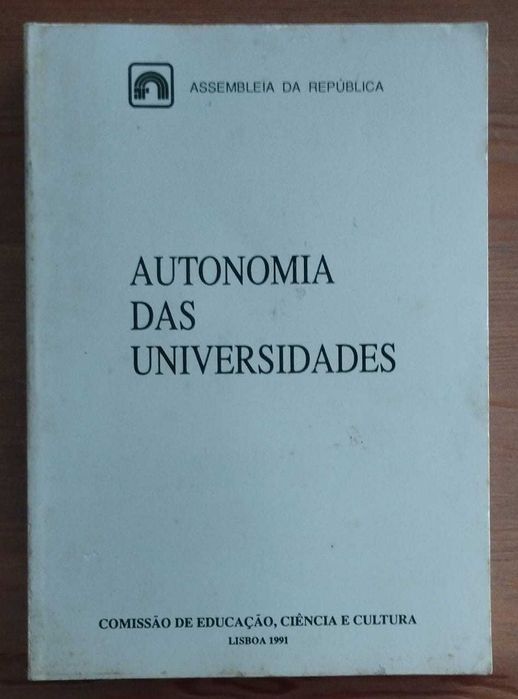 ASSEMBLEIA DA REPÚBLICA
AUTONOMIA
DAS
UNIVERSIDADES
COMISSÃO DE EDUCAÇÃO, CIÊNCIA E CULTURA
LISBOA 1991